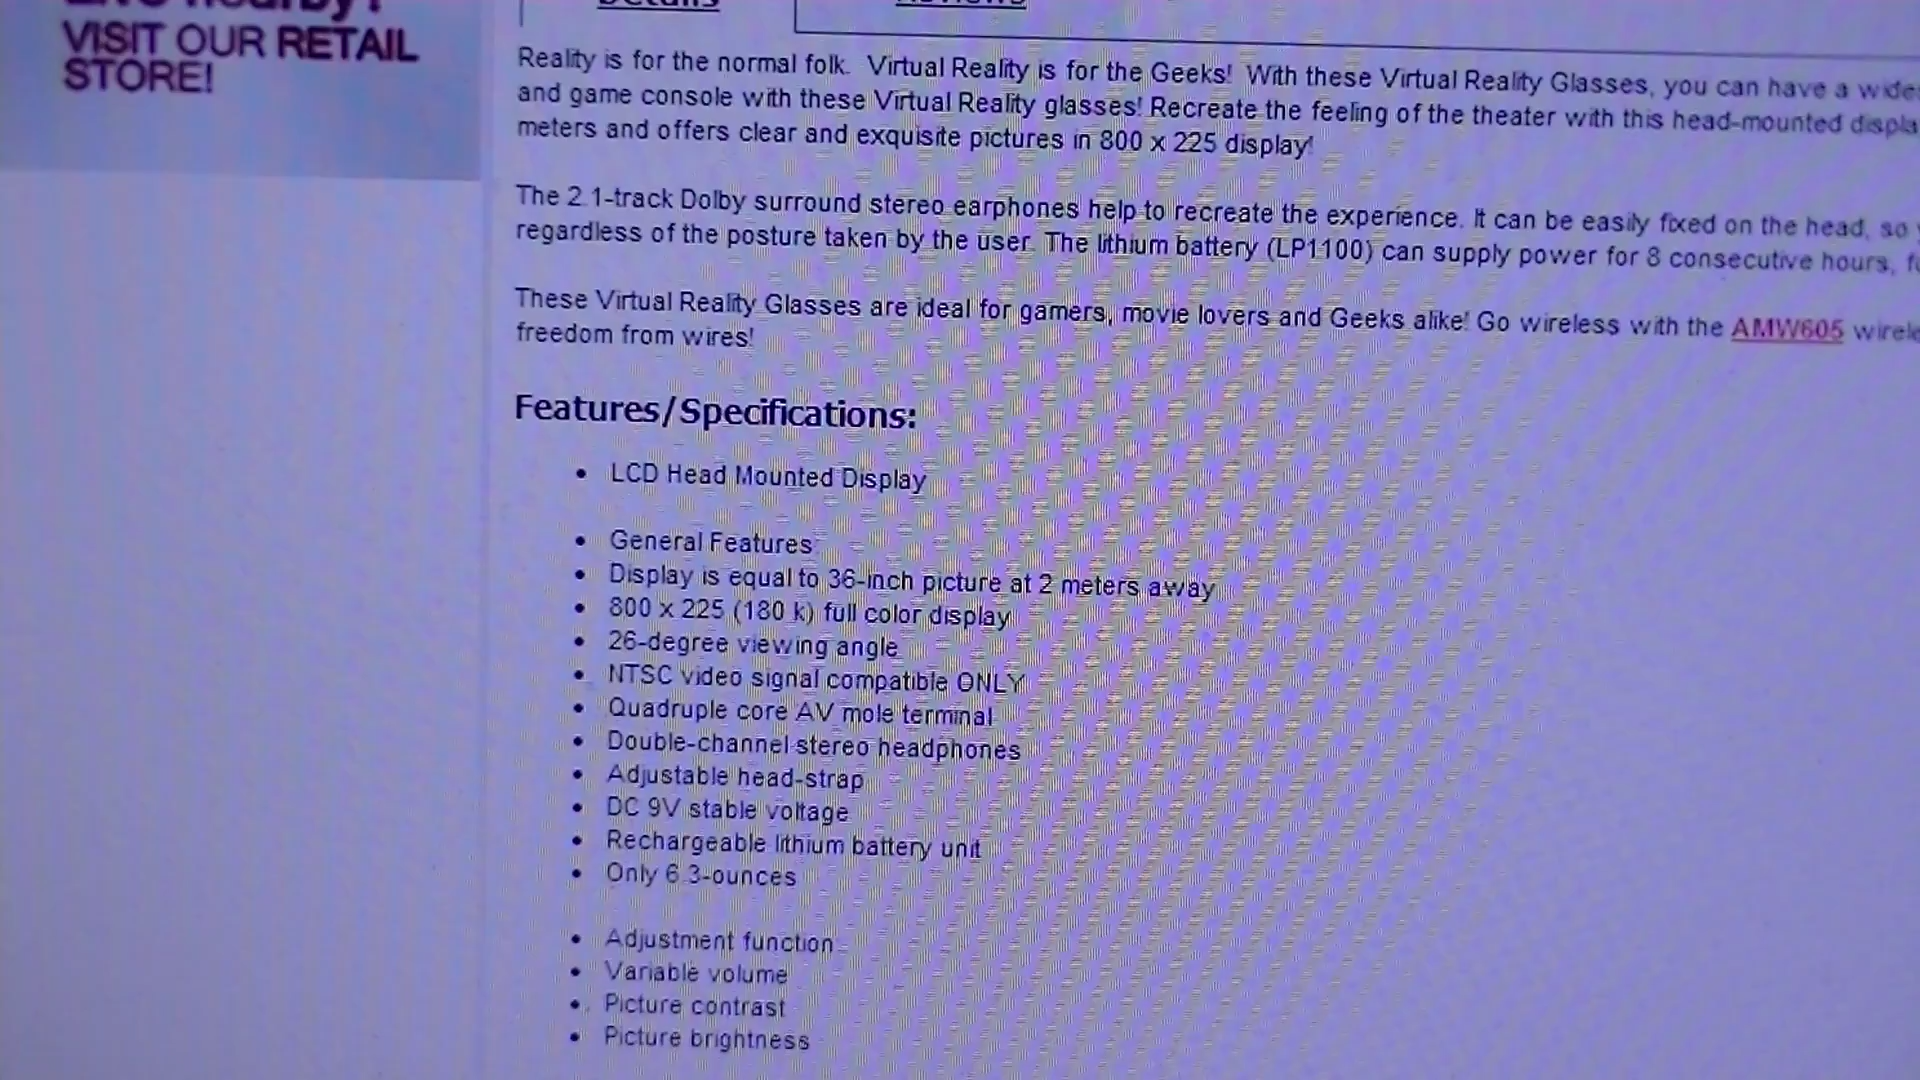 VISIT OUR RETAIL
STORE!
Details
Reality is for the normal folk. Virtual Reality is for the Geeks! With these Virtual Reality Glasses, you can have a
and game console with these Virtual Reality glasses! Recreate the feeling of the theater with this head-mounted
meters and offers clear and exquisite pictures in 800 x 225 display!
The 2.1-track Dolby surround stereo earphones help to recreate the experience. It can be easily fixed on the head, so
regardless of the posture taken by the user. The lithium battery (LP1100) can supply power for 8 consecutive hours,
These Virtual Reality Glasses are ideal for gamers, movie lovers and Geeks alike! Go wireless with the AMW605
freedom from wires!
Features/Specifications:
• LCD Head Mounted Display
• General Features:
• Display is equal to 36-inch picture at 2 meters away
• 800 x 225 (180 k) full color display
• 26-degree viewing angle
• NTSC video signal compatible ONLY
• Quadruple core AV mole terminal
• Double-channel stereo headphones
• Adjustable head-strap
• DC 9V stable voltage
• Rechargeable lithium battery unit
• Only 6.3-ounces
• Adjustment function
• Variable volume
• Picture contrast
• Picture brightness